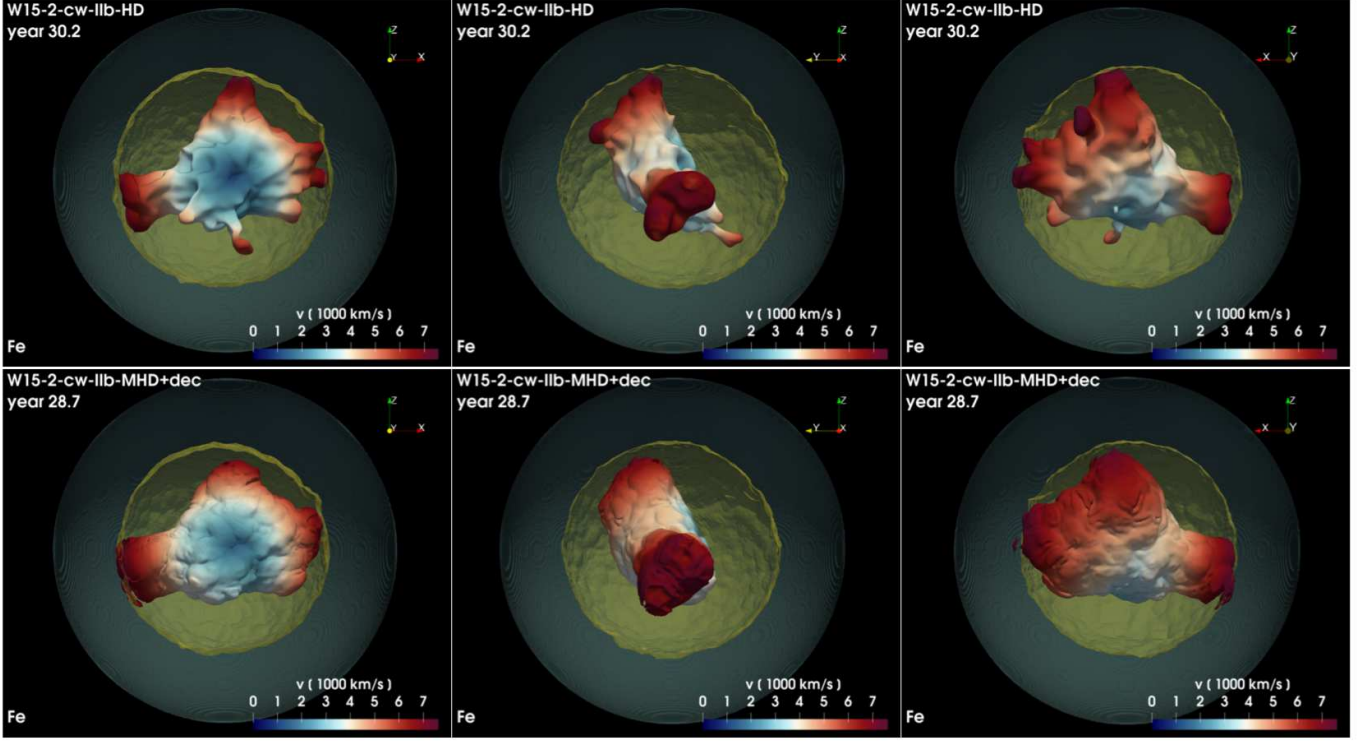 W15-2-cw-IIb-HD
year 30.2
Z
Y
X
v ( 1000 km/s )
0 1 2 3 4 5 6 7
Fe
W15-2-cw-IIb-HD
year 30.2
Z
Y
X
v ( 1000 km/s )
0 1 2 3 4 5 6 7
Fe
W15-2-cw-IIb-HD
year 30.2
Z
X
Y
v ( 1000 km/s )
0 1 2 3 4 5 6 7
Fe
W15-2-cw-IIb-MHD+dec
year 28.7
Z
Y
X
v ( 1000 km/s )
0 1 2 3 4 5 6 7
Fe
W15-2-cw-IIb-MHD+dec
year 28.7
Z
Y
X
v ( 1000 km/s )
0 1 2 3 4 5 6 7
Fe
W15-2-cw-IIb-MHD+dec
year 28.7
Z
X
Y
v ( 1000 km/s )
0 1 2 3 4 5 6 7
Fe